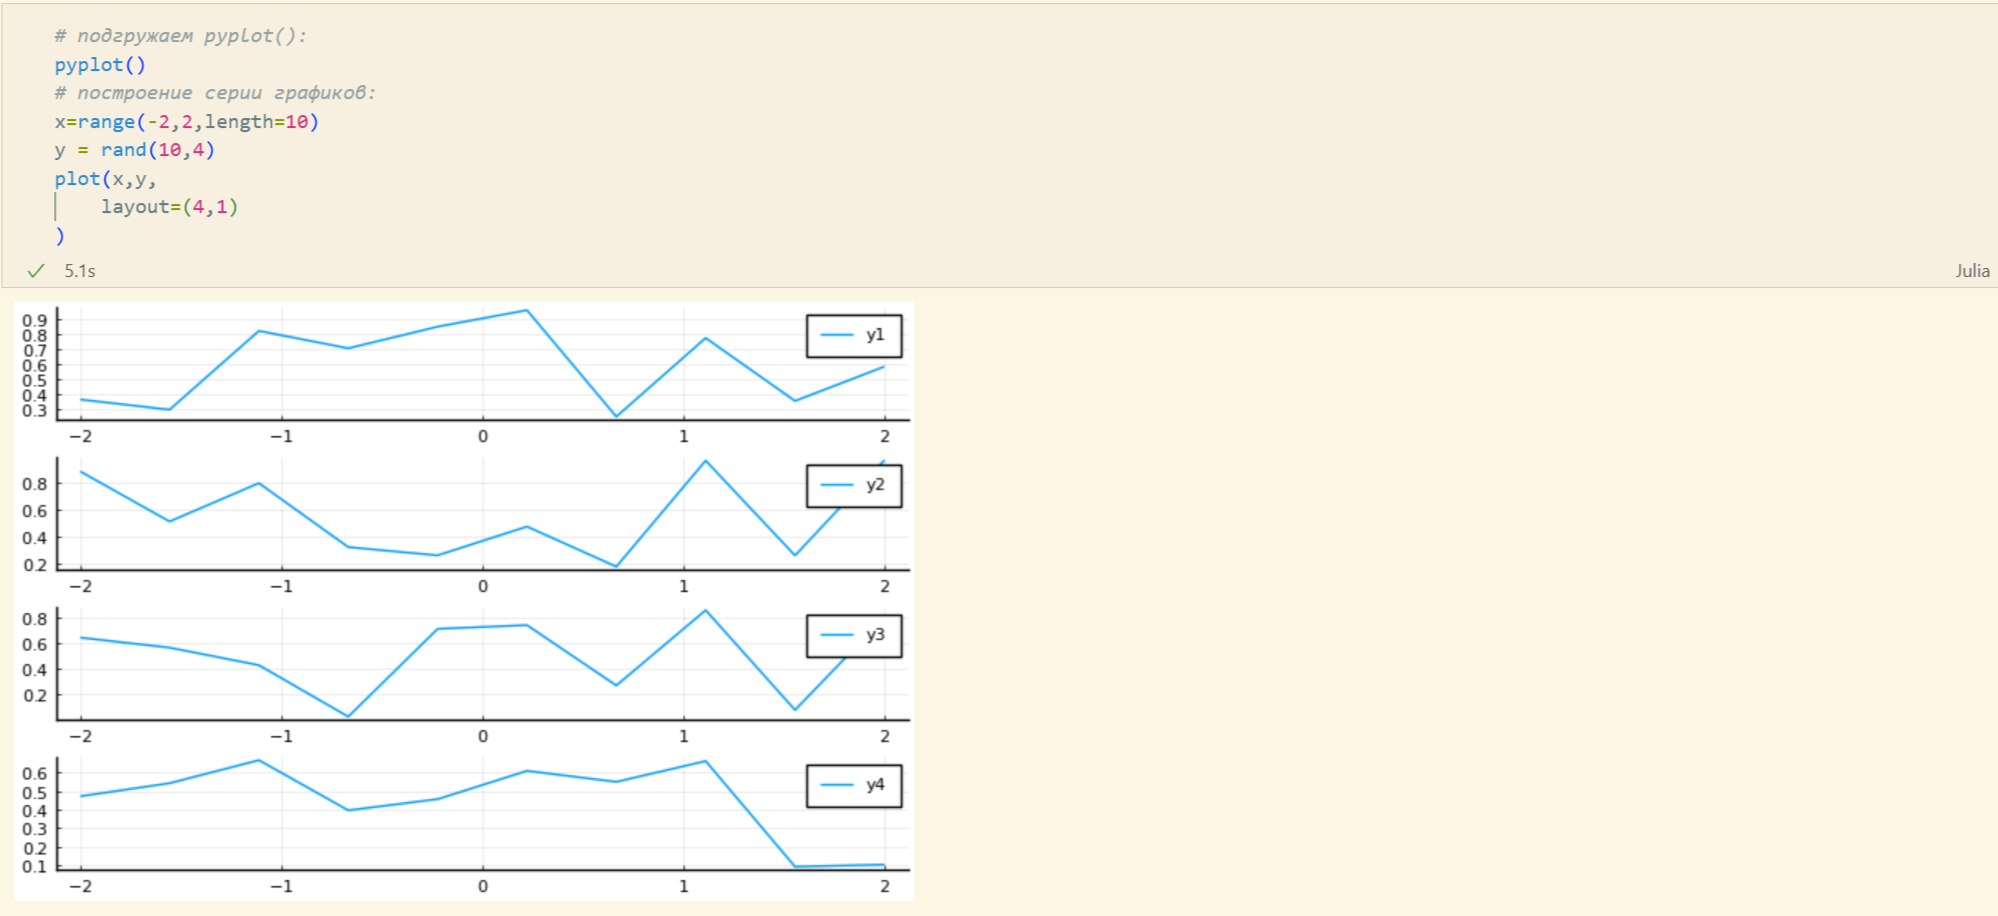 # подгружаем pyplot():
pyplot()
# построение серии графиков:
x=range(-2,2,length=10)
y = rand(10,4)
plot(x,y,
layout=(4,1)
)
5.1s
Julia
0.9
0.8
0.7
0.6
0.5
0.4
0.3
y1
−2 −1 0 1 2
0.8
0.6
0.4
0.2
y2
−2 −1 0 1 2
0.8
0.6
0.4
0.2
y3
−2 −1 0 1 2
0.6
0.5
0.4
0.3
0.2
0.1
y4
−2 −1 0 1 2